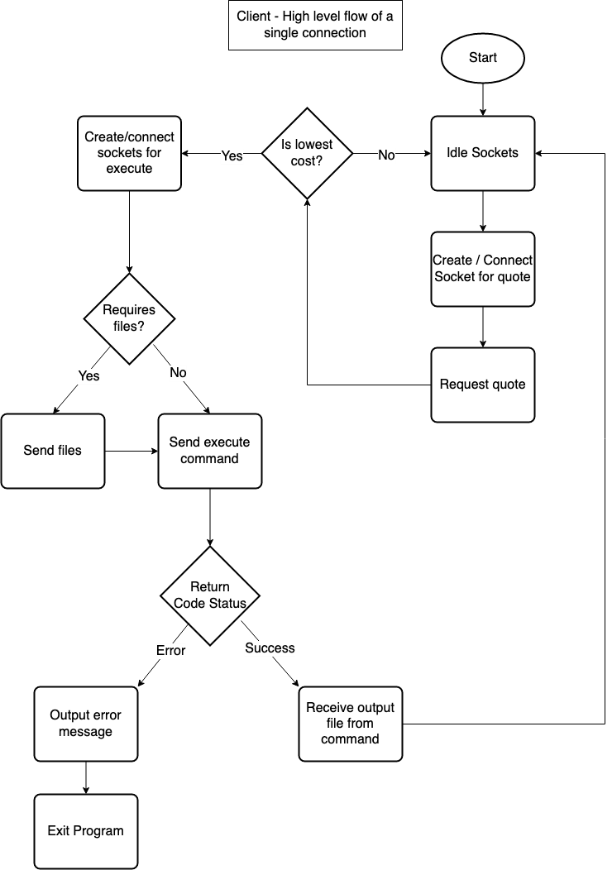 Client - High level flow of a
single connection
Start
Create/connect
sockets for
execute
Yes
Is lowest
cost?
No
Idle Sockets
Create / Connect
Socket for quote
Requires
files?
Request quote
Yes
No
Send files
Send execute
command
Return
Code Status
Error
Success
Output error
message
Receive output
file from
command
Exit Program